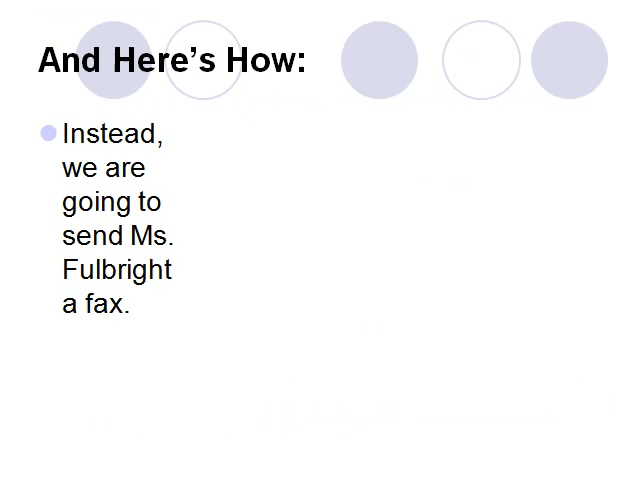 And Here’s How:
Instead,
we are
going to
send Ms.
Fulbright
a fax.